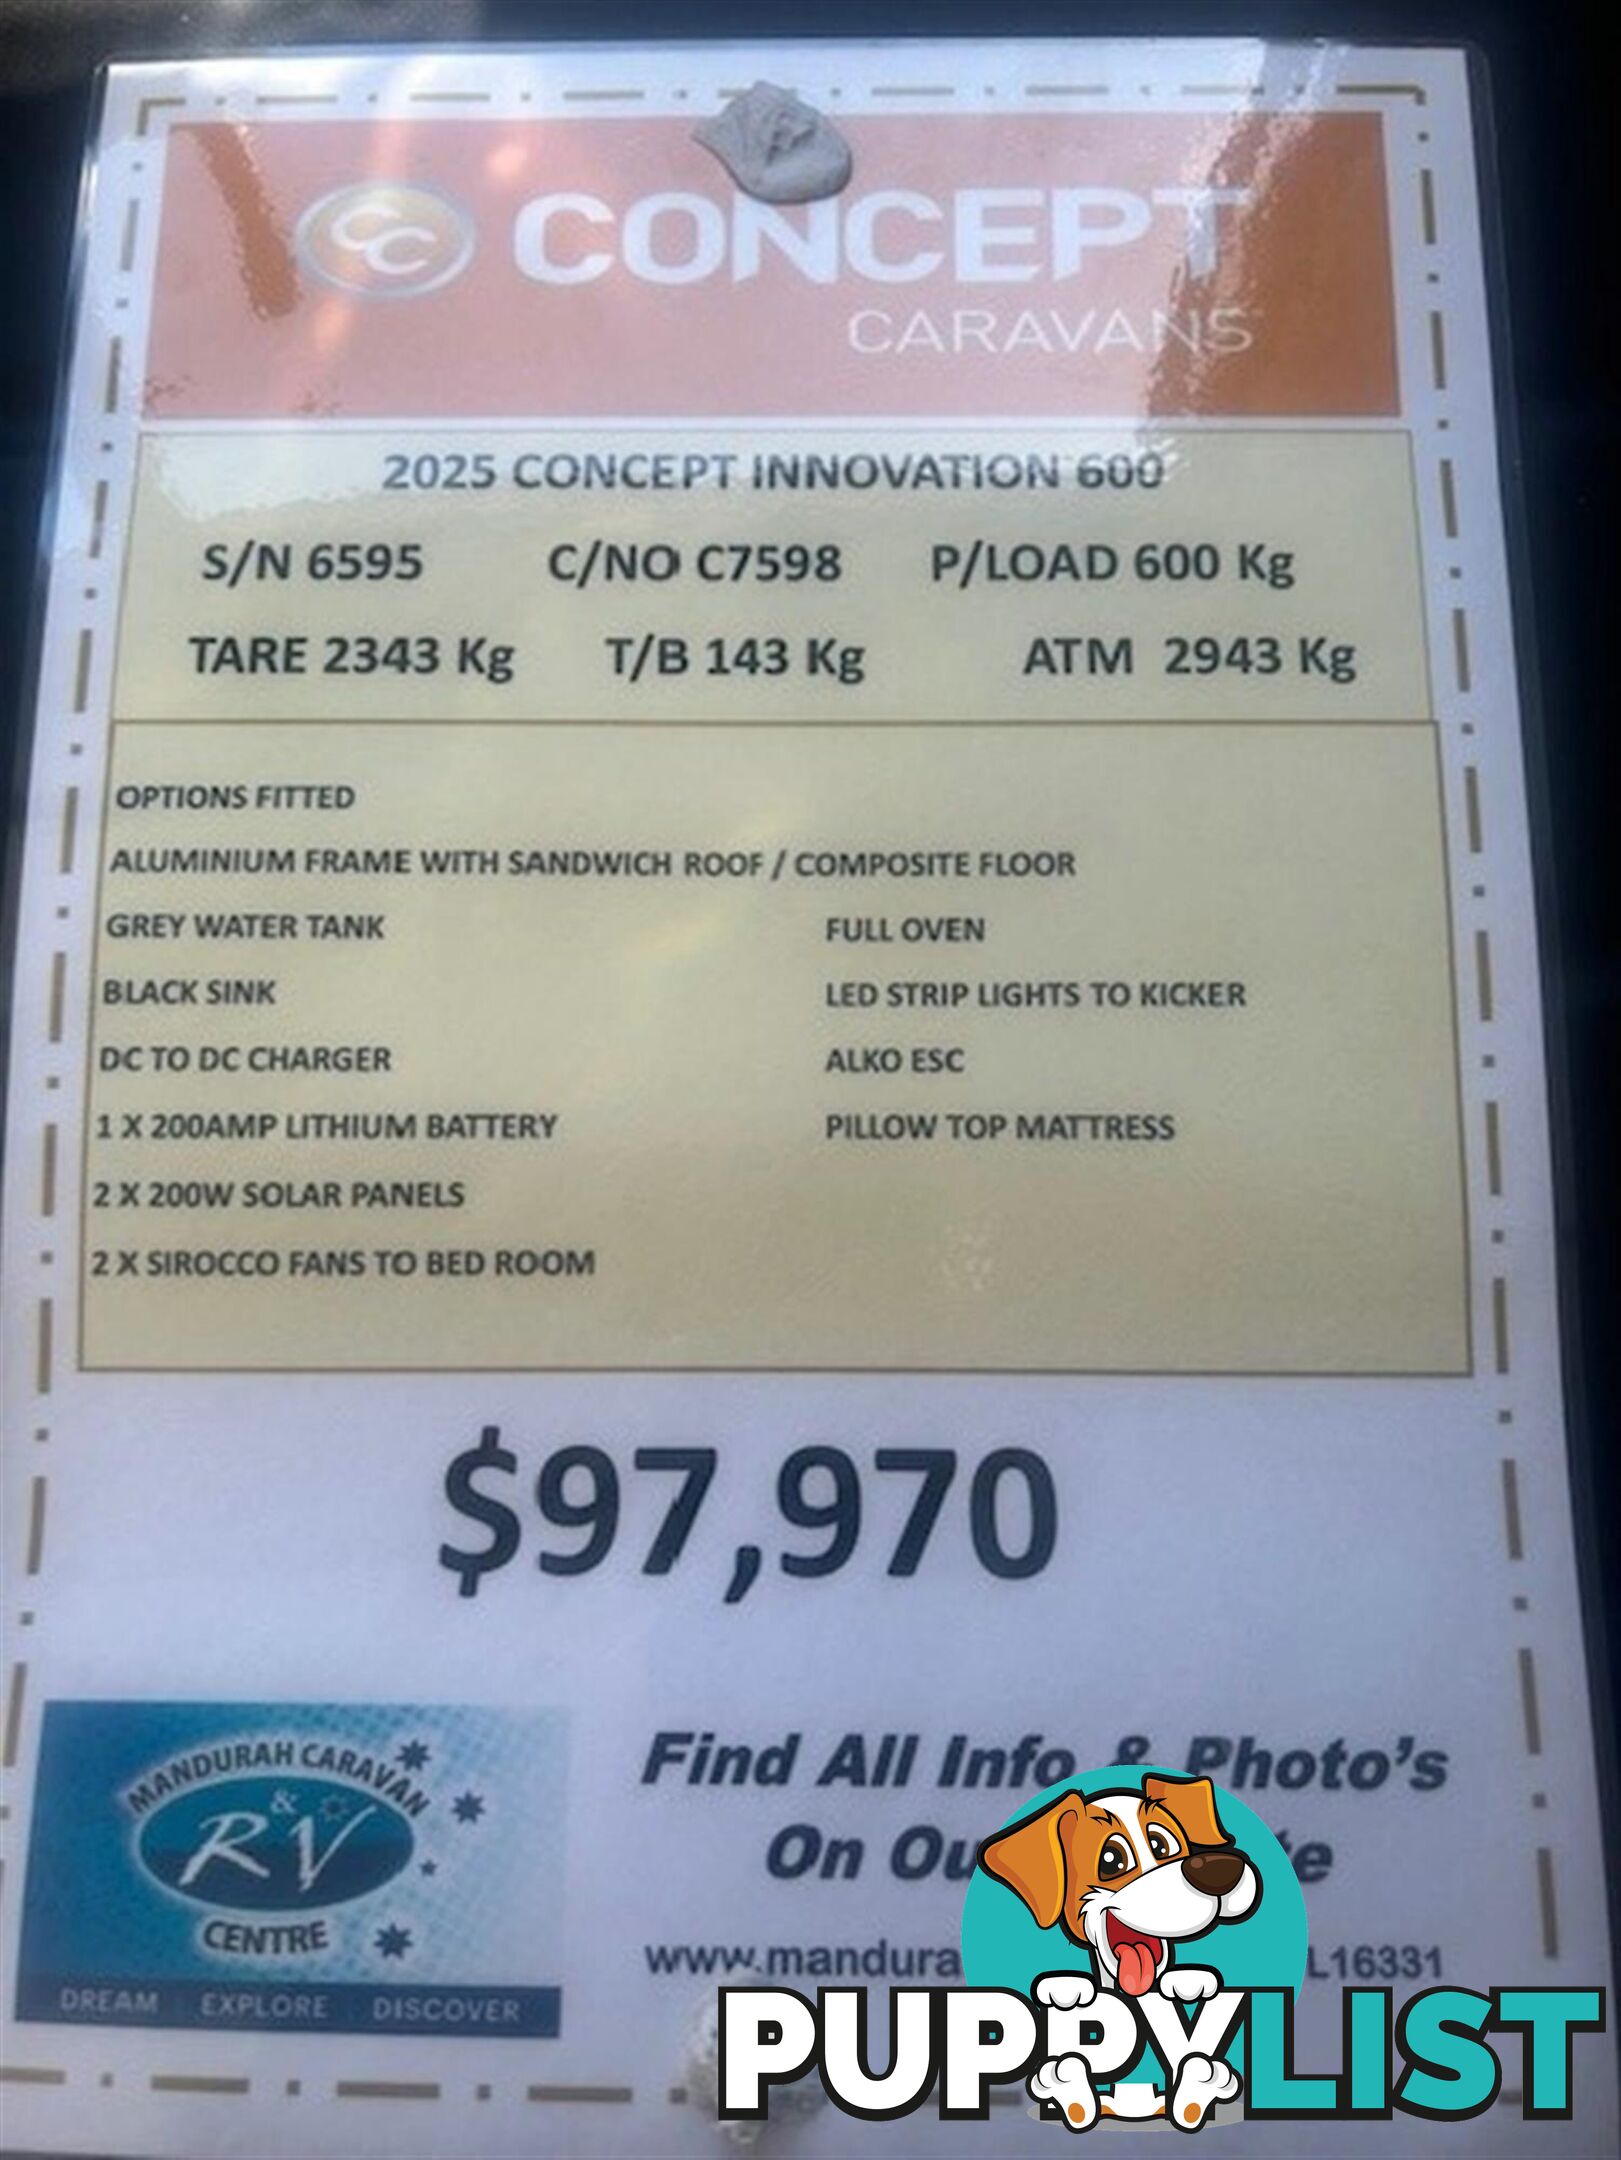 CC CONCEPT
CARAVANS
2025 CONCEPT INNOVATION 600
S/N 6595 C/NO C7598 P/LOAD 600 Kg
TARE 2343 Kg T/B 143 Kg ATM 2943 Kg
OPTIONS FITTED
ALUMINIUM FRAME WITH SANDWICH ROOF / COMPOSITE FLOOR
GREY WATER TANK FULL OVEN
BLACK SINK LED STRIP LIGHTS TO KICKER
DC TO DC CHARGER ALKO ESC
1 X 200AMP LITHIUM BATTERY PILLOW TOP MATTRESS
2 X 200W SOLAR PANELS
2 X SIROCCO FANS TO BED ROOM
$97,970
MANDURAH CARAVAN
&
RV
CENTRE
DREAM EXPLORE DISCOVER
Find All Info & Photo's
On
L16331
PUPPYLIST